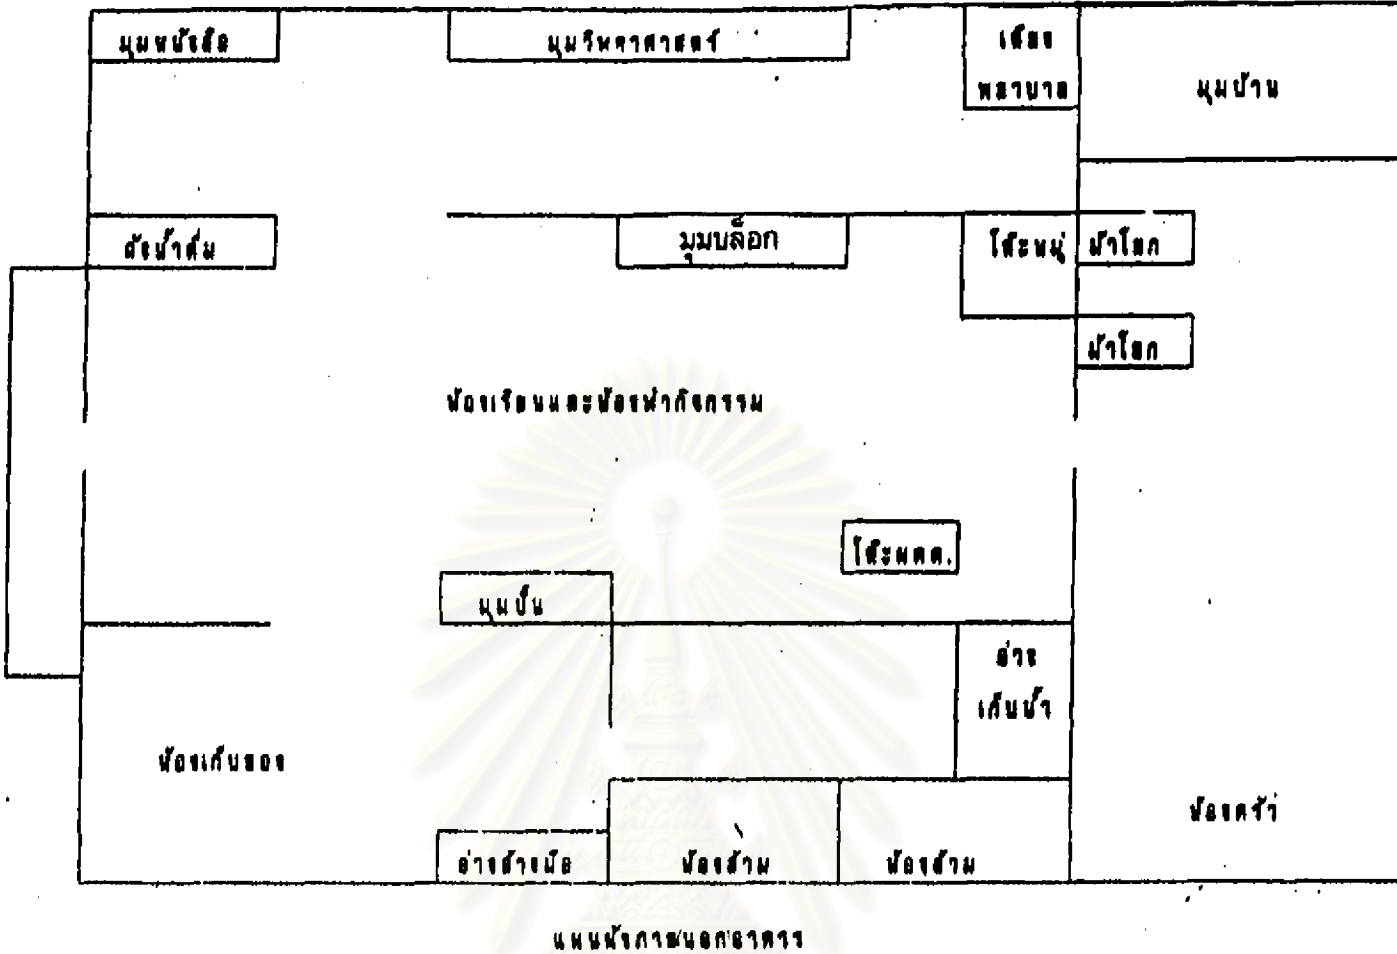 มุมหนังสือ
มุมวิทยาศาสตร์
เตียง
พยาบาล
มุมบ้าน
ถังน้ำดื่ม
มุมบล็อก
โต๊ะหมู่
ม้าโยก
ม้าโยก
ห้องเรียนและห้องทำกิจกรรม
โต๊ะผดด.
มุมปั้น
อ่าง
เก็บน้ำ
ห้องเก็บของ
ห้องครัว
อ่างล้างมือ
ห้องส้วม
ห้องส้วม
แผนผังภายนอกอาคาร